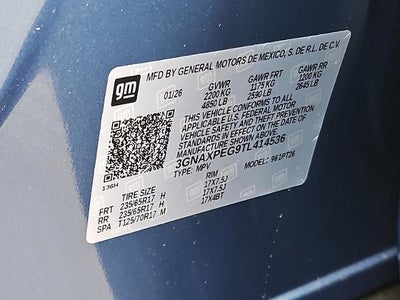 gm
MFD BY GENERAL MOTORS DE MEXICO, S. DE R.L. DE C.V.
01/26 GVWR GAWR FRT GAWR RR
2200 KG 1175 KG 1200 KG
4850 LB 2590 LB 2645 LB
THIS VEHICLE CONFORMS TO ALL
APPLICABLE U.S. FEDERAL MOTOR
VEHICLE SAFETY AND THEFT PREVENTION
STANDARDS IN EFFECT ON THE DATE OF
MANUFACTURE SHOWN ABOVE.
3GNAXPEG9TL414536
TYPE: MPV MODEL: 961PT26
136H
TIRE SIZE RIM
FRT 235/65R17 H 17X7.5J
RR 235/65R17 H 17X7.5J
SPA T125/70R17 M 17X4BT